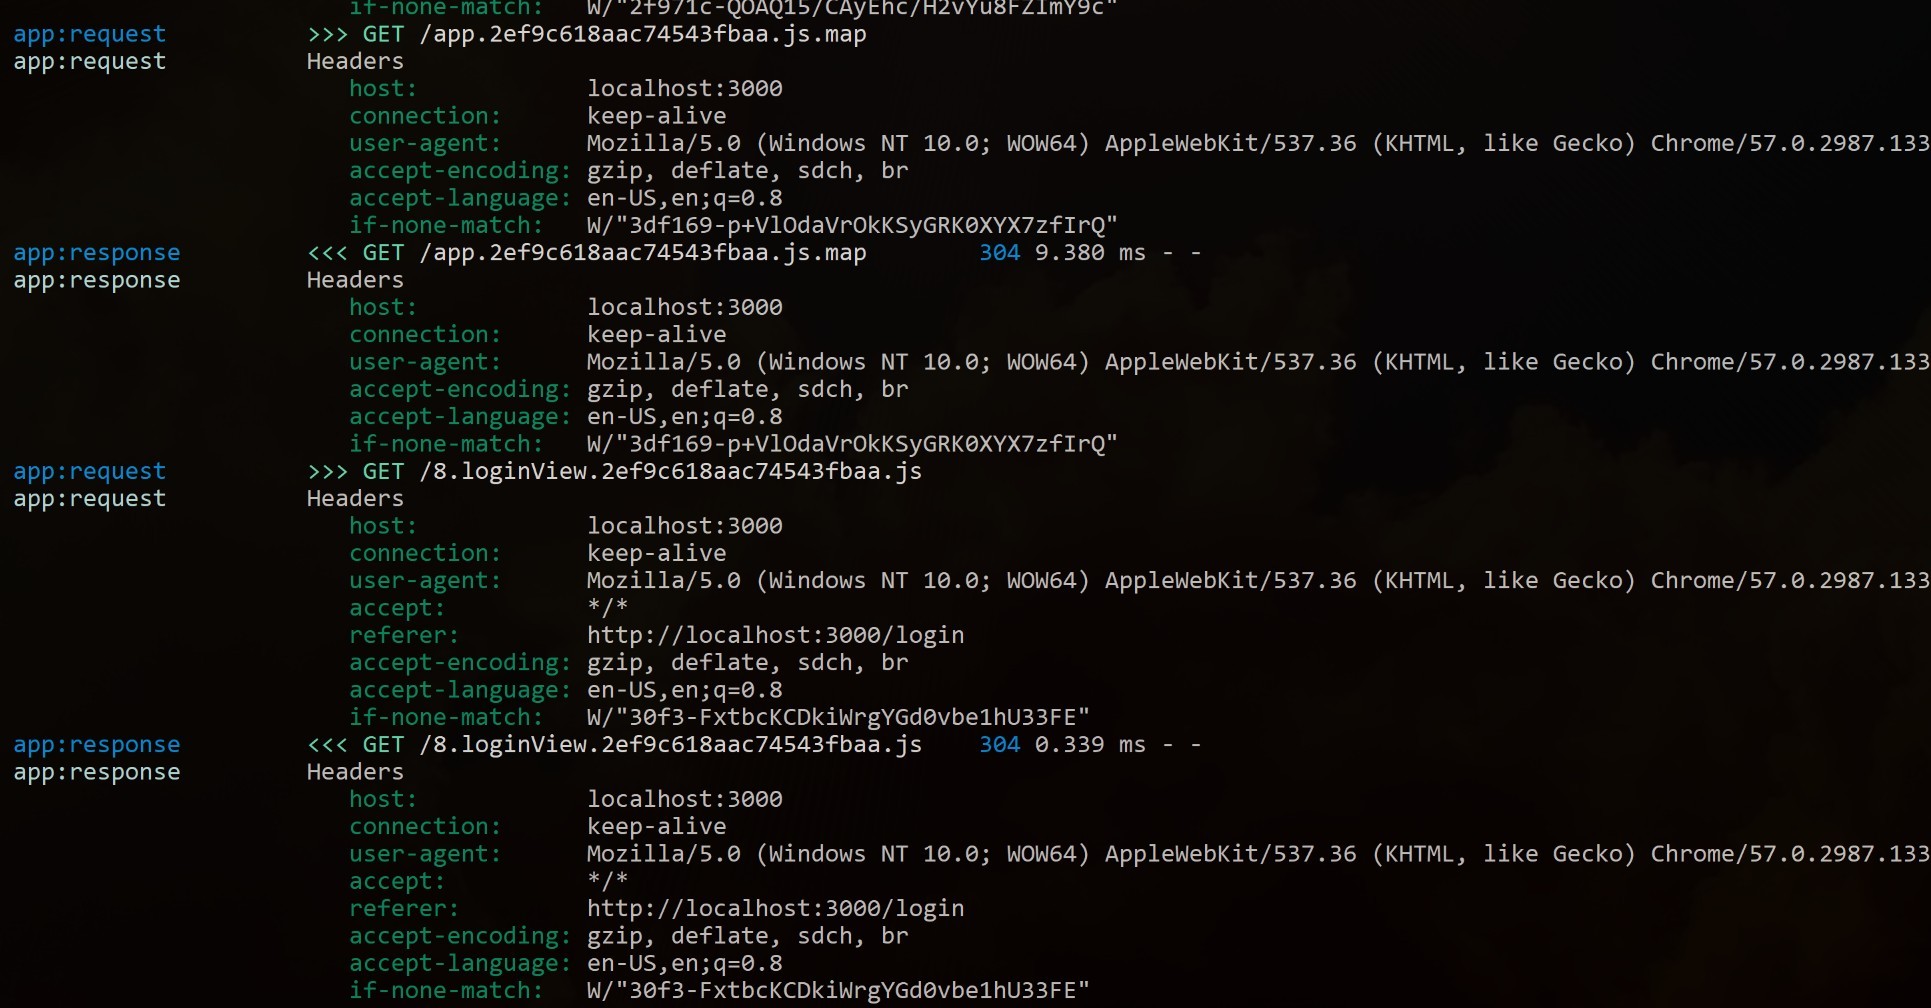 if-none-match: W/"2f971c-QOAQ15/CAyEhc/H2vYu8FZImY9c"
app:request >>> GET /app.2ef9c618aac74543fbaa.js.map
app:request Headers
host: localhost:3000
connection: keep-alive
user-agent: Mozilla/5.0 (Windows NT 10.0; WOW64) AppleWebKit/537.36 (KHTML, like Gecko) Chrome/57.0.2987.133
accept-encoding: gzip, deflate, sdch, br
accept-language: en-US,en;q=0.8
if-none-match: W/"3df169-p+VlOdaVrOkKSyGRK0XYX7zfIrQ"
app:response <<< GET /app.2ef9c618aac74543fbaa.js.map 304 9.380 ms - -
app:response Headers
host: localhost:3000
connection: keep-alive
user-agent: Mozilla/5.0 (Windows NT 10.0; WOW64) AppleWebKit/537.36 (KHTML, like Gecko) Chrome/57.0.2987.133
accept-encoding: gzip, deflate, sdch, br
accept-language: en-US,en;q=0.8
if-none-match: W/"3df169-p+VlOdaVrOkKSyGRK0XYX7zfIrQ"
app:request >>> GET /8.loginView.2ef9c618aac74543fbaa.js
app:request Headers
host: localhost:3000
connection: keep-alive
user-agent: Mozilla/5.0 (Windows NT 10.0; WOW64) AppleWebKit/537.36 (KHTML, like Gecko) Chrome/57.0.2987.133
accept: */*
referer: http://localhost:3000/login
accept-encoding: gzip, deflate, sdch, br
accept-language: en-US,en;q=0.8
if-none-match: W/"30f3-FxtbcKCDkiWrgYGd0vbe1hU33FE"
app:response <<< GET /8.loginView.2ef9c618aac74543fbaa.js 304 0.339 ms - -
app:response Headers
host: localhost:3000
connection: keep-alive
user-agent: Mozilla/5.0 (Windows NT 10.0; WOW64) AppleWebKit/537.36 (KHTML, like Gecko) Chrome/57.0.2987.133
accept: */*
referer: http://localhost:3000/login
accept-encoding: gzip, deflate, sdch, br
accept-language: en-US,en;q=0.8
if-none-match: W/"30f3-FxtbcKCDkiWrgYGd0vbe1hU33FE"